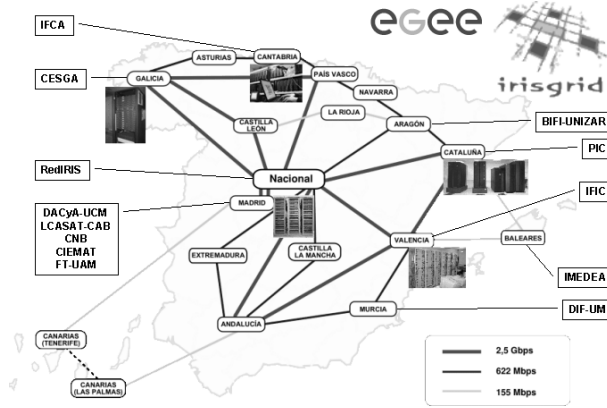 IFCA
egee
irisgrid
ASTURIAS
CANTABRIA
CESGA
GALICIA
PAÍS VASCO
NAVARRA
LA RIOJA
CASTILLA
LEÓN
ARAGÓN
BIFI-UNIZAR
CATALUÑA
PIC
RedIRIS
Nacional
IFIC
MADRID
DACyA-UCM
LCASAT-CAB
CNB
CIEMAT
FT-UAM
VALENCIA
BALEARES
EXTREMADURA
CASTILLA
LA MANCHA
IMEDEA
MURCIA
DIF-UM
ANDALUCÍA
CANARIAS
(TENERIFE)
CANARIAS
(LAS PALMAS)
2,5 Gbps
622 Mbps
155 Mbps